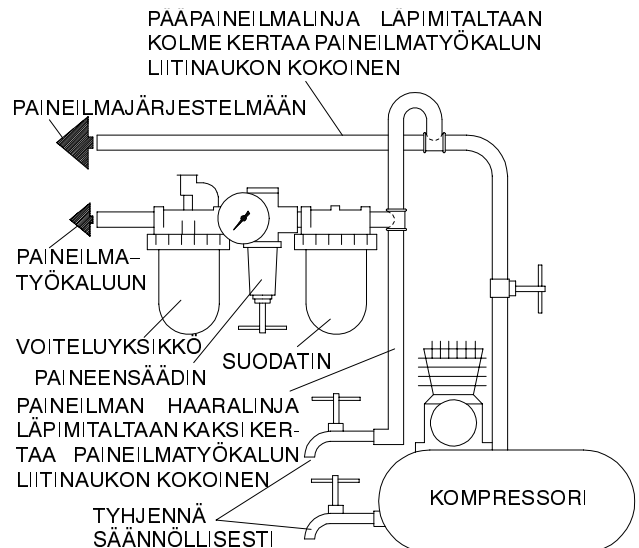 PÄÄPAINEILMALINJA LÄPIMITALTAAN
KOLME KERTAA PAINEILMATYÖKALUN
LIITINAUKON KOKOINEN
PAINEILMAJÄRJESTELMÄÄN
PAINEILMA–
TYÖKALUUN
VOITELUYKSIKKÖ
SUODATIN
PAINEENSÄÄDIN
PAINEILMAN HAARALINJA
LÄPIMITALTAAN KAKSI KER-
TAA PAINEILMATYÖKALUN
LIITINAUKON KOKOINEN
KOMPRESSORI
TYHJENNÄ
SÄÄNNÖLLISESTI